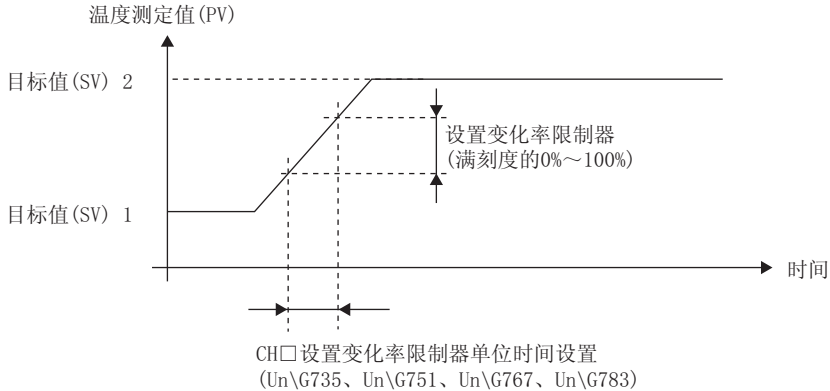 温度测定值(PV)
目标值(SV) 2
设置变化率限制器
(满刻度的0%～100%)
目标值(SV) 1
时间
CH□设置变化率限制器单位时间设置
(Un\G735、Un\G751、Un\G767、Un\G783)